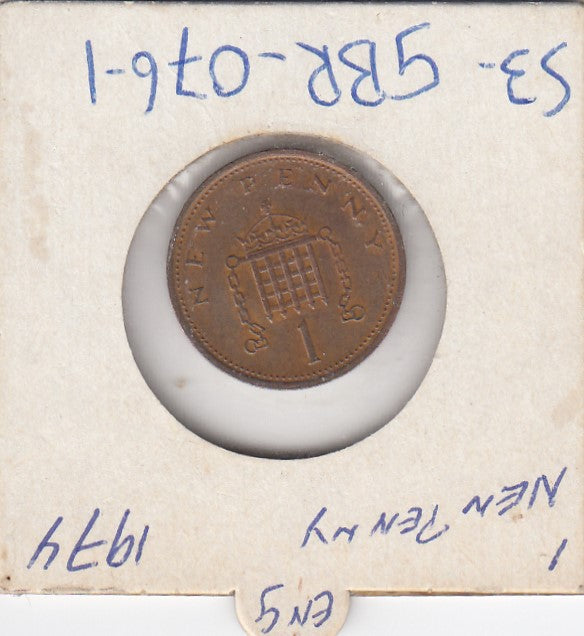 ENG
1 NEW PENNY 1974
NEW PENNY
1
S3- GBR-076-1